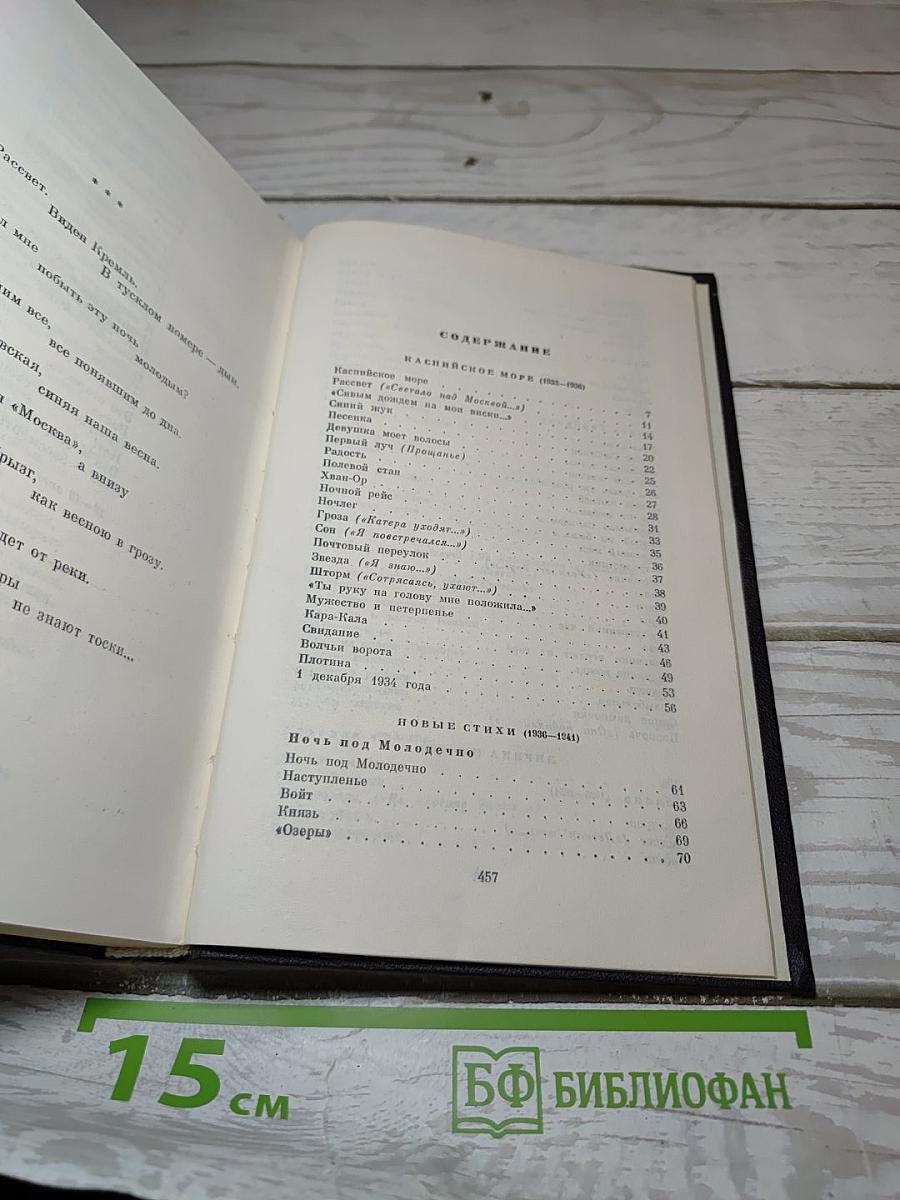 * * *
Рассвет.
Виден Кремль.
В тусклом номере — дым.
мне
побыть эту ночь
молодым?
все,
все понявшим до дна.
синяя наша весна.
«Москва»,
а внизу
как весною в грозу.
от реки.
не знают тоски...
СОДЕРЖАНИЕ
КАСПИЙСКОЕ МОРЕ (1933—1936)
Каспийское море . . . 7
Рассвет («Светало над Москвой...») . . . 11
«Сивым дождем на мои виски...» . . . 14
Синий жук . . . 17
Песенка . . . 20
Девушка моет волосы . . . 22
Первый луч (Прощанье) . . . 25
Радость . . . 26
Полевой стан . . . 27
Хван-Ор . . . 28
Ночной рейс . . . 31
Ночлег . . . 33
Гроза («Катера уходят...») . . . 35
Сон («Я повстречался...») . . . 36
Почтовый переулок . . . 37
Звезда («Я знаю...») . . . 38
Шторм («Сотрясаясь, ухают...») . . . 39
«Ты руку на голову мне положила...» . . . 40
Мужество и нетерпенье . . . 41
Кара-Кала . . . 43
Свидание . . . 46
Волчьи ворота . . . 49
Плотина . . . 53
1 декабря 1934 года . . . 56
НОВЫЕ СТИХИ (1936—1941)
Ночь под Молодечно
Ночь под Молодечно . . . 61
Наступленье . . . 63
Войт . . . 66
Князь . . . 69
«Озеры» . . . 70
457
15 см
БФ БИБЛИОФАН